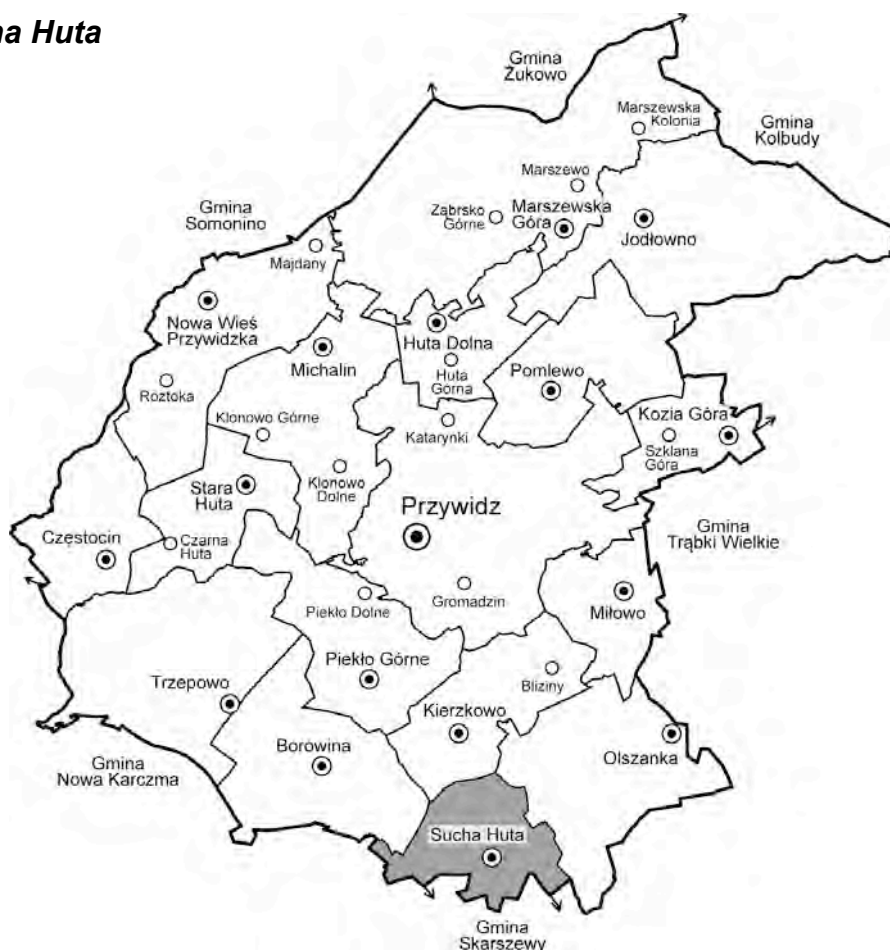 na Huta
Gmina
Żukowo
Marszewska
Kolonia
Gmina
Kolbudy
Marszewo
Gmina
Somonino
Ząbrsko
Górne
Marszewska
Góra
Jodłowno
Majdany
Nowa Wieś
Przywidzka
Huta Dolna
Michalin
Huta
Górna
Pomlewo
Roztoka
Kozia Góra
Klonowo Górne
Katarynki
Szklana
Góra
Klonowo
Dolne
Stara
Huta
Przywidz
Gmina
Trąbki Wielkie
Częstocin
Czarna
Huta
Gromadzin
Miłowo
Piekło Dolne
Piekło Górne
Bliziny
Trzepowo
Kierzkowo
Borowina
Olszanka
Gmina
Nowa Karczma
Sucha Huta
Gmina
Skarszewy